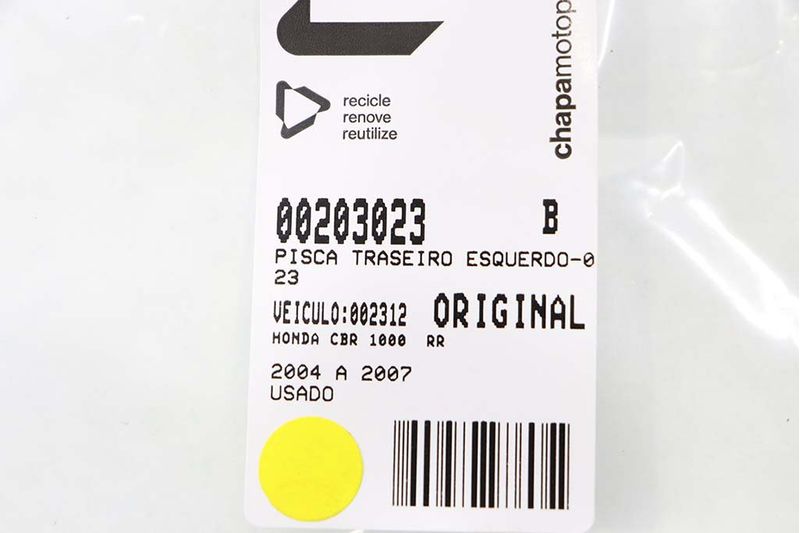 recicle
renove
reutilize
chapamotop
00203023 B
PISCA TRASEIRO ESQUERDO-0
23
VEICULO:002312 ORIGINAL
HONDA CBR 1000 RR
2004 A 2007
USADO